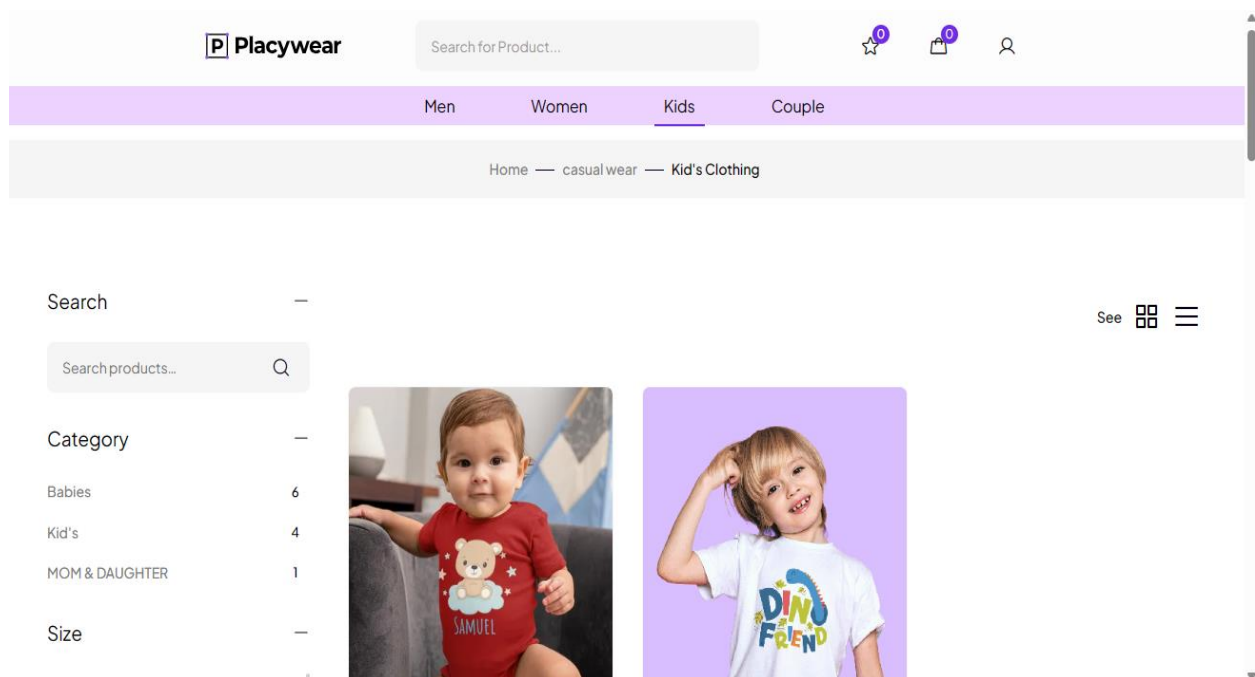 P Placywear
Search for Product...
0
0
Men Women Kids Couple
Home — casual wear — Kid's Clothing
Search
See
Search products...
Category
Babies 6
Kid's 4
MOM & DAUGHTER 1
Size
SAMUEL
DINO
FRIEND